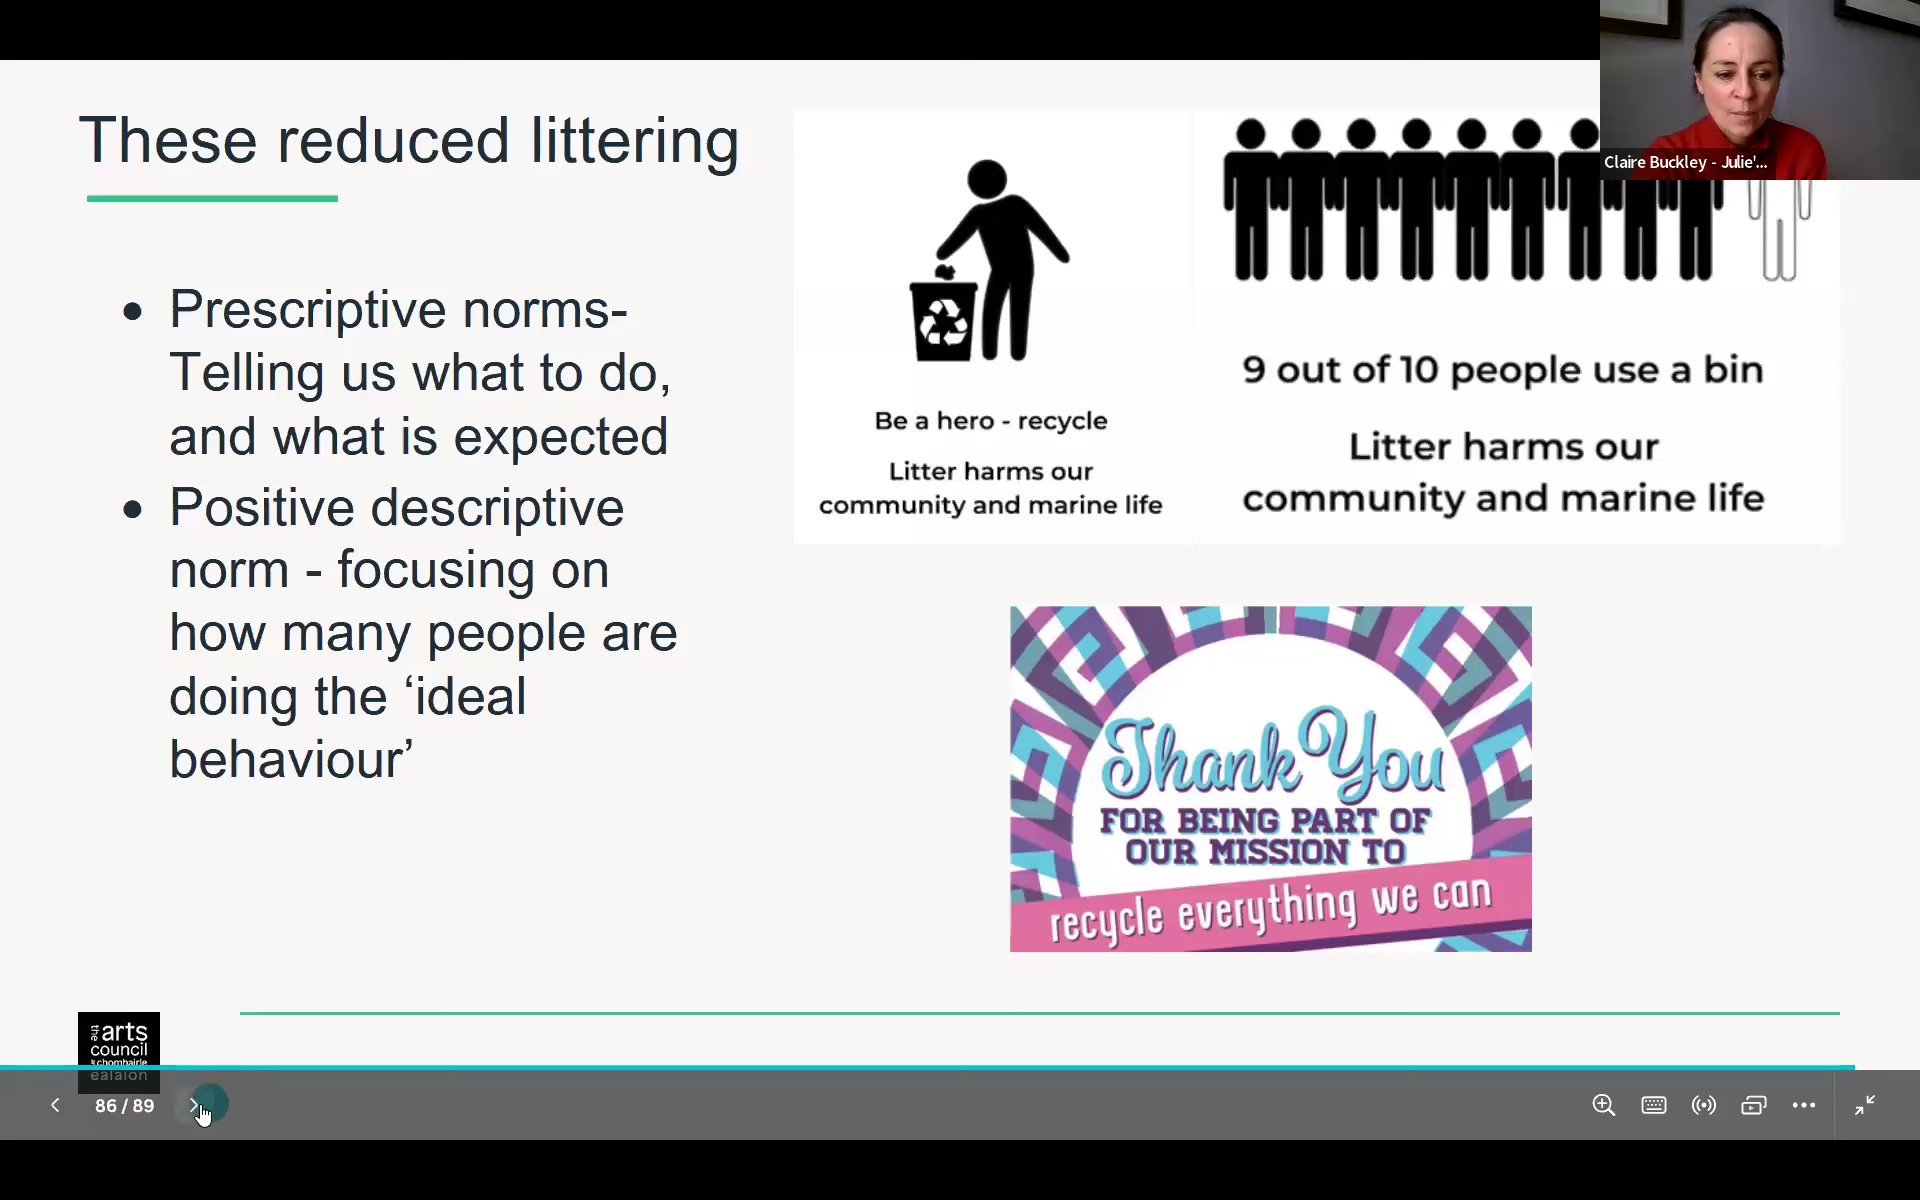 These reduced littering
• Prescriptive norms-
Telling us what to do,
and what is expected
• Positive descriptive
norm - focusing on
how many people are
doing the ‘ideal
behaviour’
Be a hero - recycle
Litter harms our
community and marine life
9 out of 10 people use a bin
Litter harms our
community and marine life
Claire Buckley - Julie'...
Thank You
FOR BEING PART OF
OUR MISSION TO
recycle everything we can
the arts
council
chomhairle
ealaíon
86 / 89